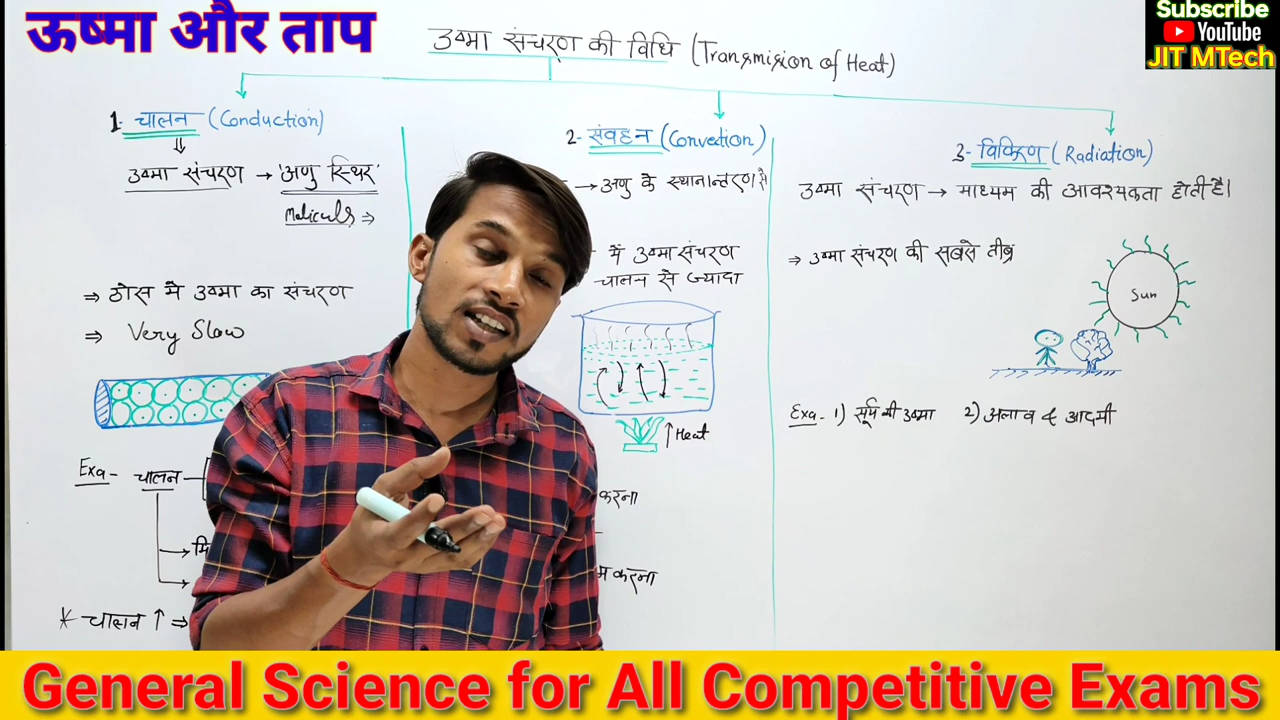 ऊष्मा और ताप
Subscribe
YouTube
JIT MTech
उष्मा संचरण की विधि (Transmision of Heat)
1- चालन (Conduction)
उष्मा संचरण → 'अणु स्थिर'
Moliculs ⇒
⇒ ठोस मे उष्मा का संचरण
⇒ Very Slow
Exa- चालन
* चालन ↑ ⇒
2- संवहन (Convection)
→ अणु के स्थानान्तरण से
में उष्मा संचरण
चालन से ज्यादा
↑ Heat
करना
करना
3- विकिरण (Radiation)
उष्मा संचरण → माध्यम की आवश्यकता होती है।
⇒ उष्मा संचरण की सबसे तीब्र
Sun
Exa- 1) सूर्य की उष्मा 2) अलाव & आदमी
General Science for All Competitive Exams